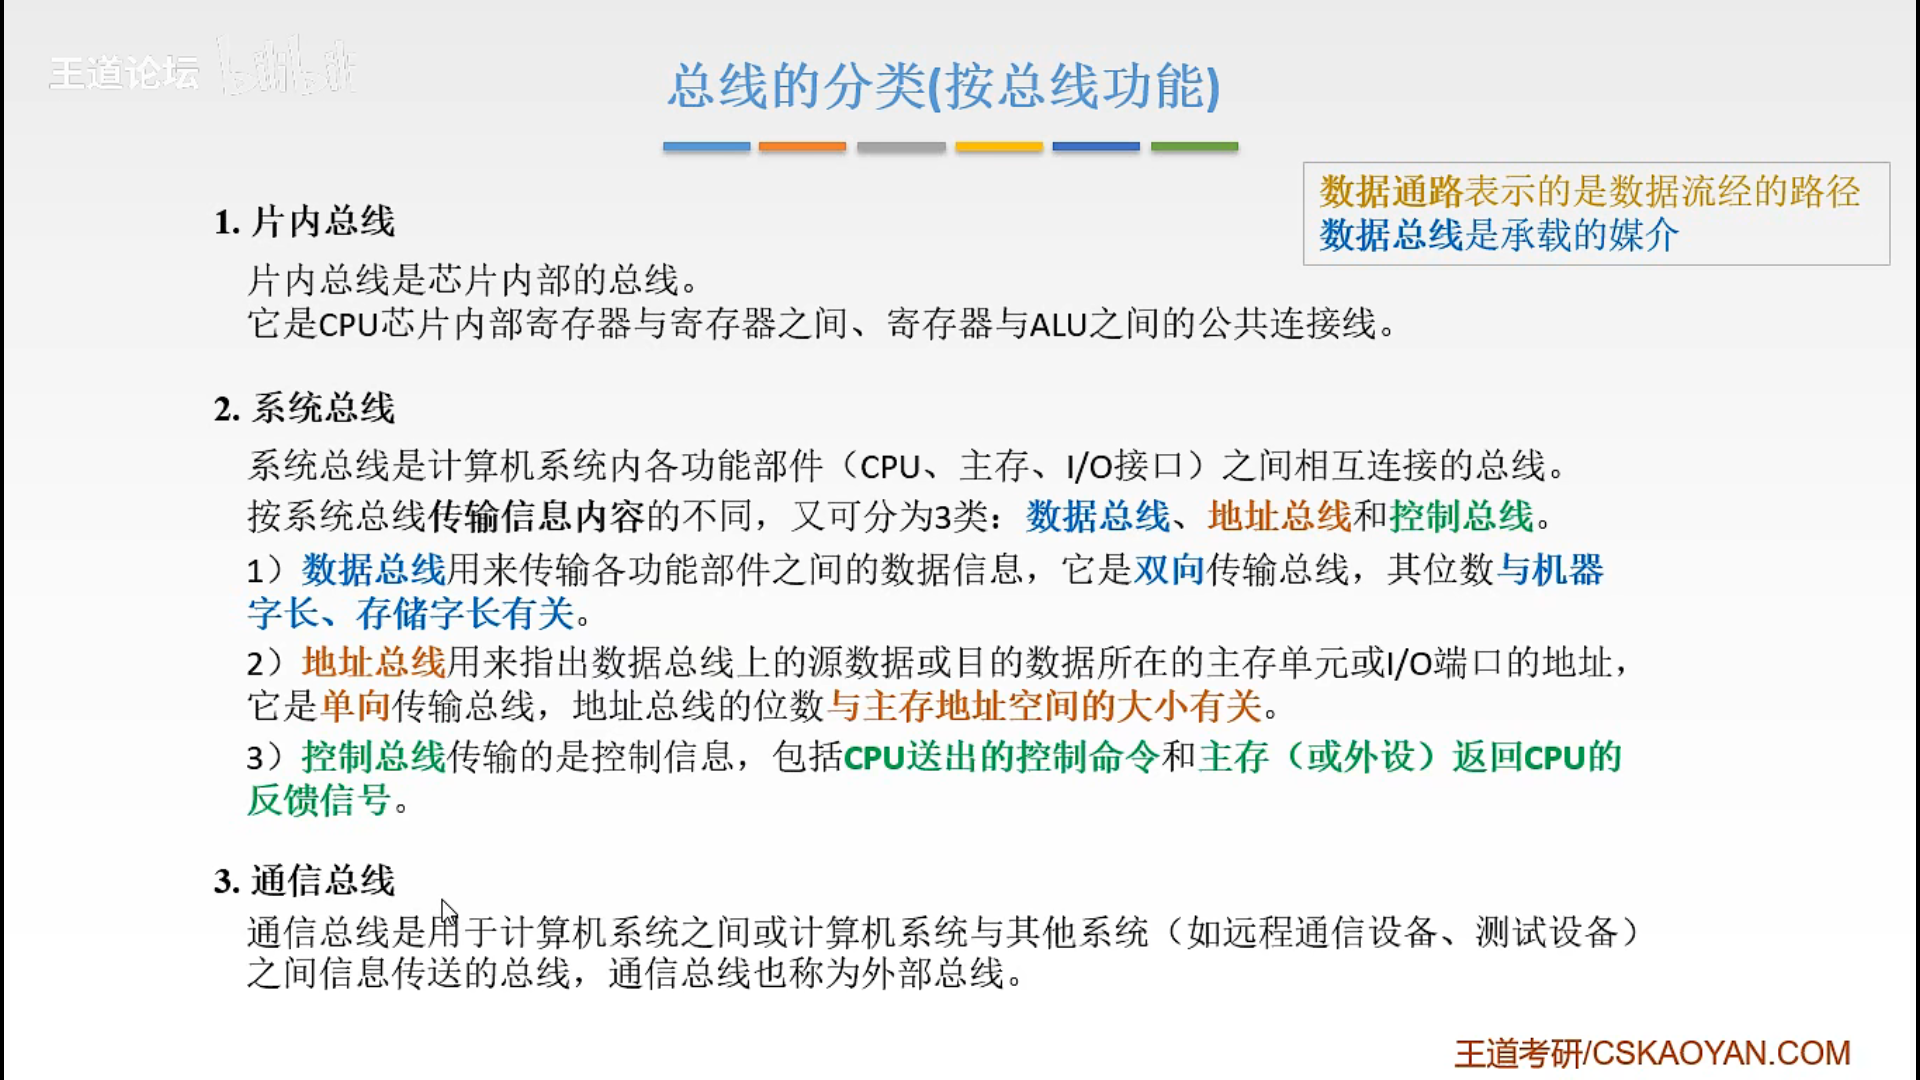 王道论坛 bilibili
总线的分类(按总线功能)
数据通路表示的是数据流经的路径
数据总线是承载的媒介
1. 片内总线
片内总线是芯片内部的总线。
它是CPU芯片内部寄存器与寄存器之间、寄存器与ALU之间的公共连接线。
2. 系统总线
系统总线是计算机系统内各功能部件（CPU、主存、I/O接口）之间相互连接的总线。
按系统总线传输信息内容的不同，又可分为3类：数据总线、地址总线和控制总线。
1）数据总线用来传输各功能部件之间的数据信息，它是双向传输总线，其位数与机器
字长、存储字长有关。
2）地址总线用来指出数据总线上的源数据或目的数据所在的主存单元或I/O端口的地址，
它是单向传输总线，地址总线的位数与主存地址空间的大小有关。
3）控制总线传输的是控制信息，包括CPU送出的控制命令和主存（或外设）返回CPU的
反馈信号。
3. 通信总线
通信总线是用于计算机系统之间或计算机系统与其他系统（如远程通信设备、测试设备）
之间信息传送的总线，通信总线也称为外部总线。
王道考研/CSKAOYAN.COM